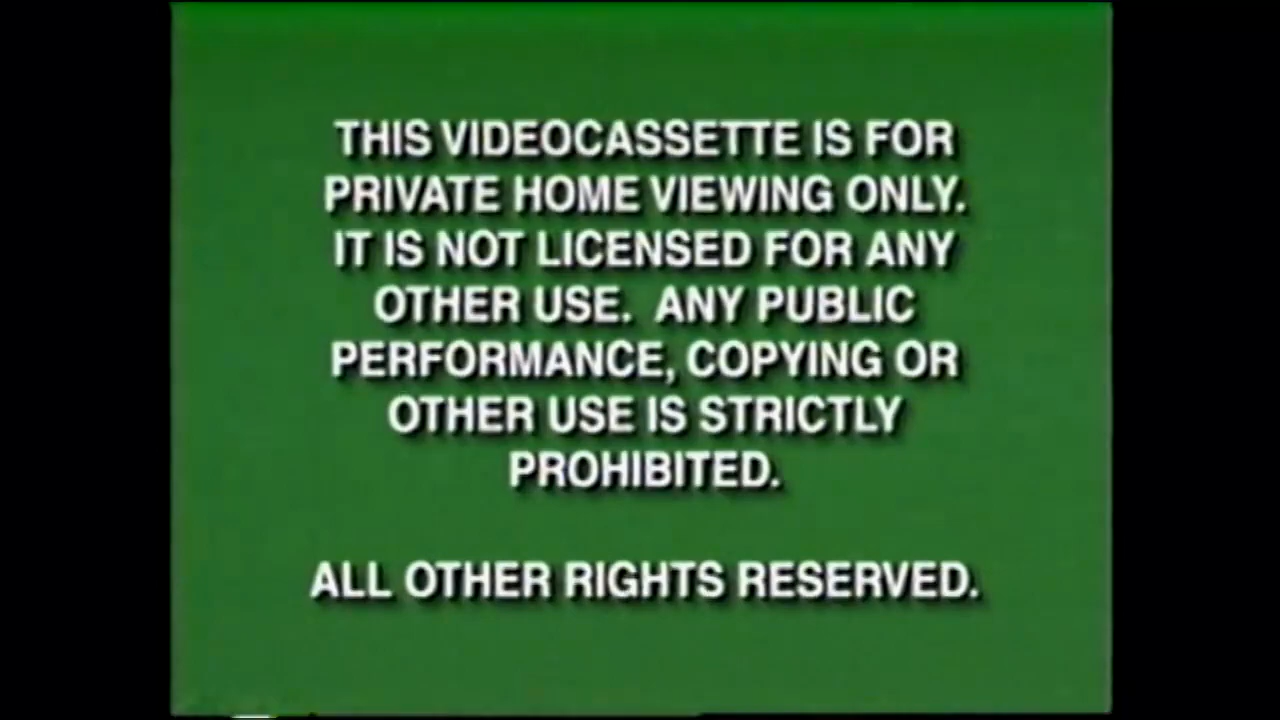 THIS VIDEOCASSETTE IS FOR
PRIVATE HOME VIEWING ONLY.
IT IS NOT LICENSED FOR ANY
OTHER USE.  ANY PUBLIC
PERFORMANCE, COPYING OR
OTHER USE IS STRICTLY
PROHIBITED.
ALL OTHER RIGHTS RESERVED.